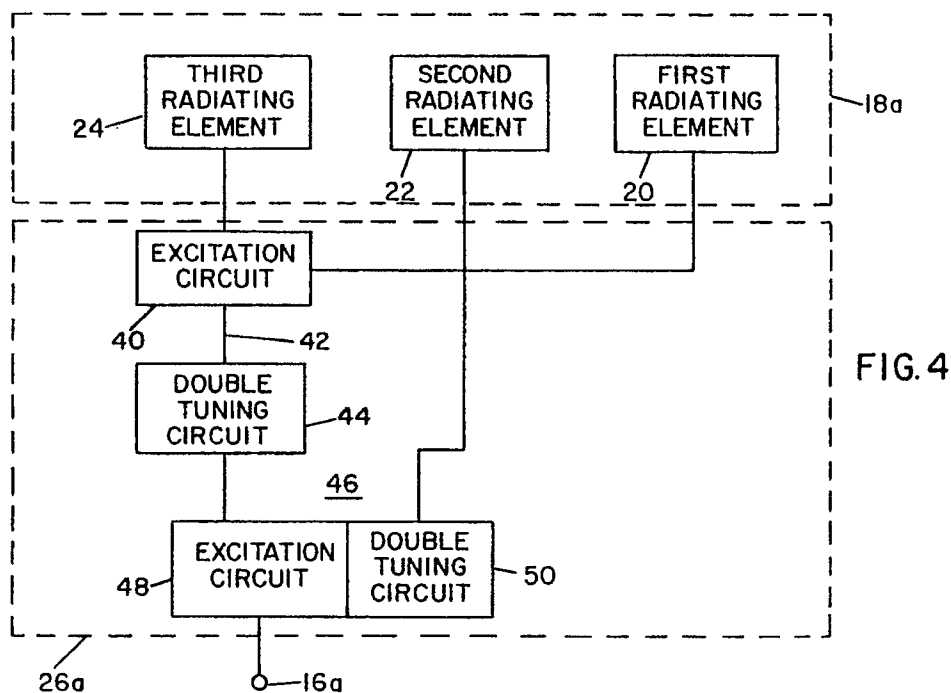 THIRD
RADIATING
ELEMENT
24
SECOND
RADIATING
ELEMENT
22
FIRST
RADIATING
ELEMENT
20
18a
EXCITATION
CIRCUIT
40
42
DOUBLE
TUNING
CIRCUIT
44
FIG. 4
46
EXCITATION
CIRCUIT
48
DOUBLE
TUNING
CIRCUIT
50
26a
16a